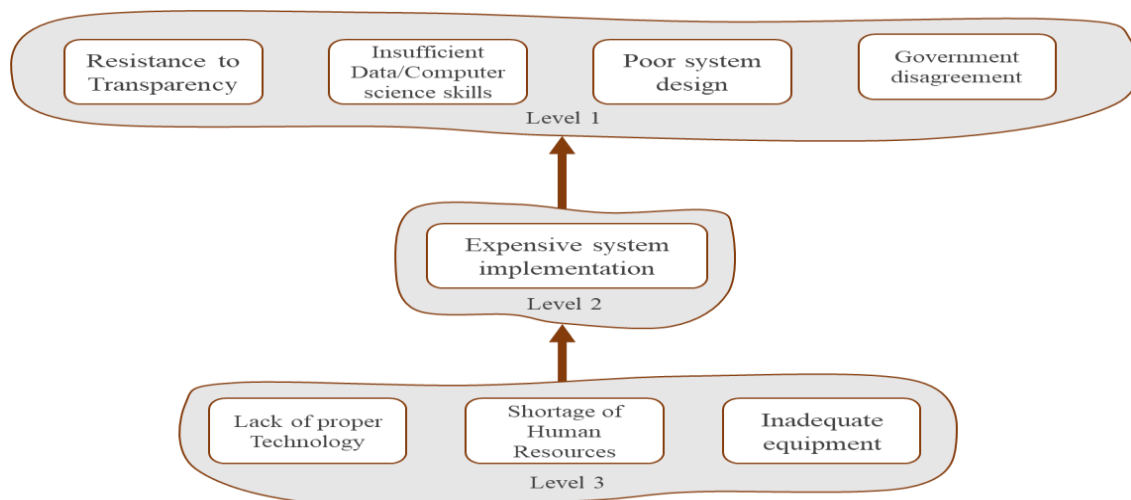 Resistance to
Transparency
Insufficient
Data/Computer
science skills
Poor system
design
Government
disagreement
Level 1
Expensive system
implementation
Level 2
Lack of proper
Technology
Shortage of
Human
Resources
Inadequate
equipment
Level 3